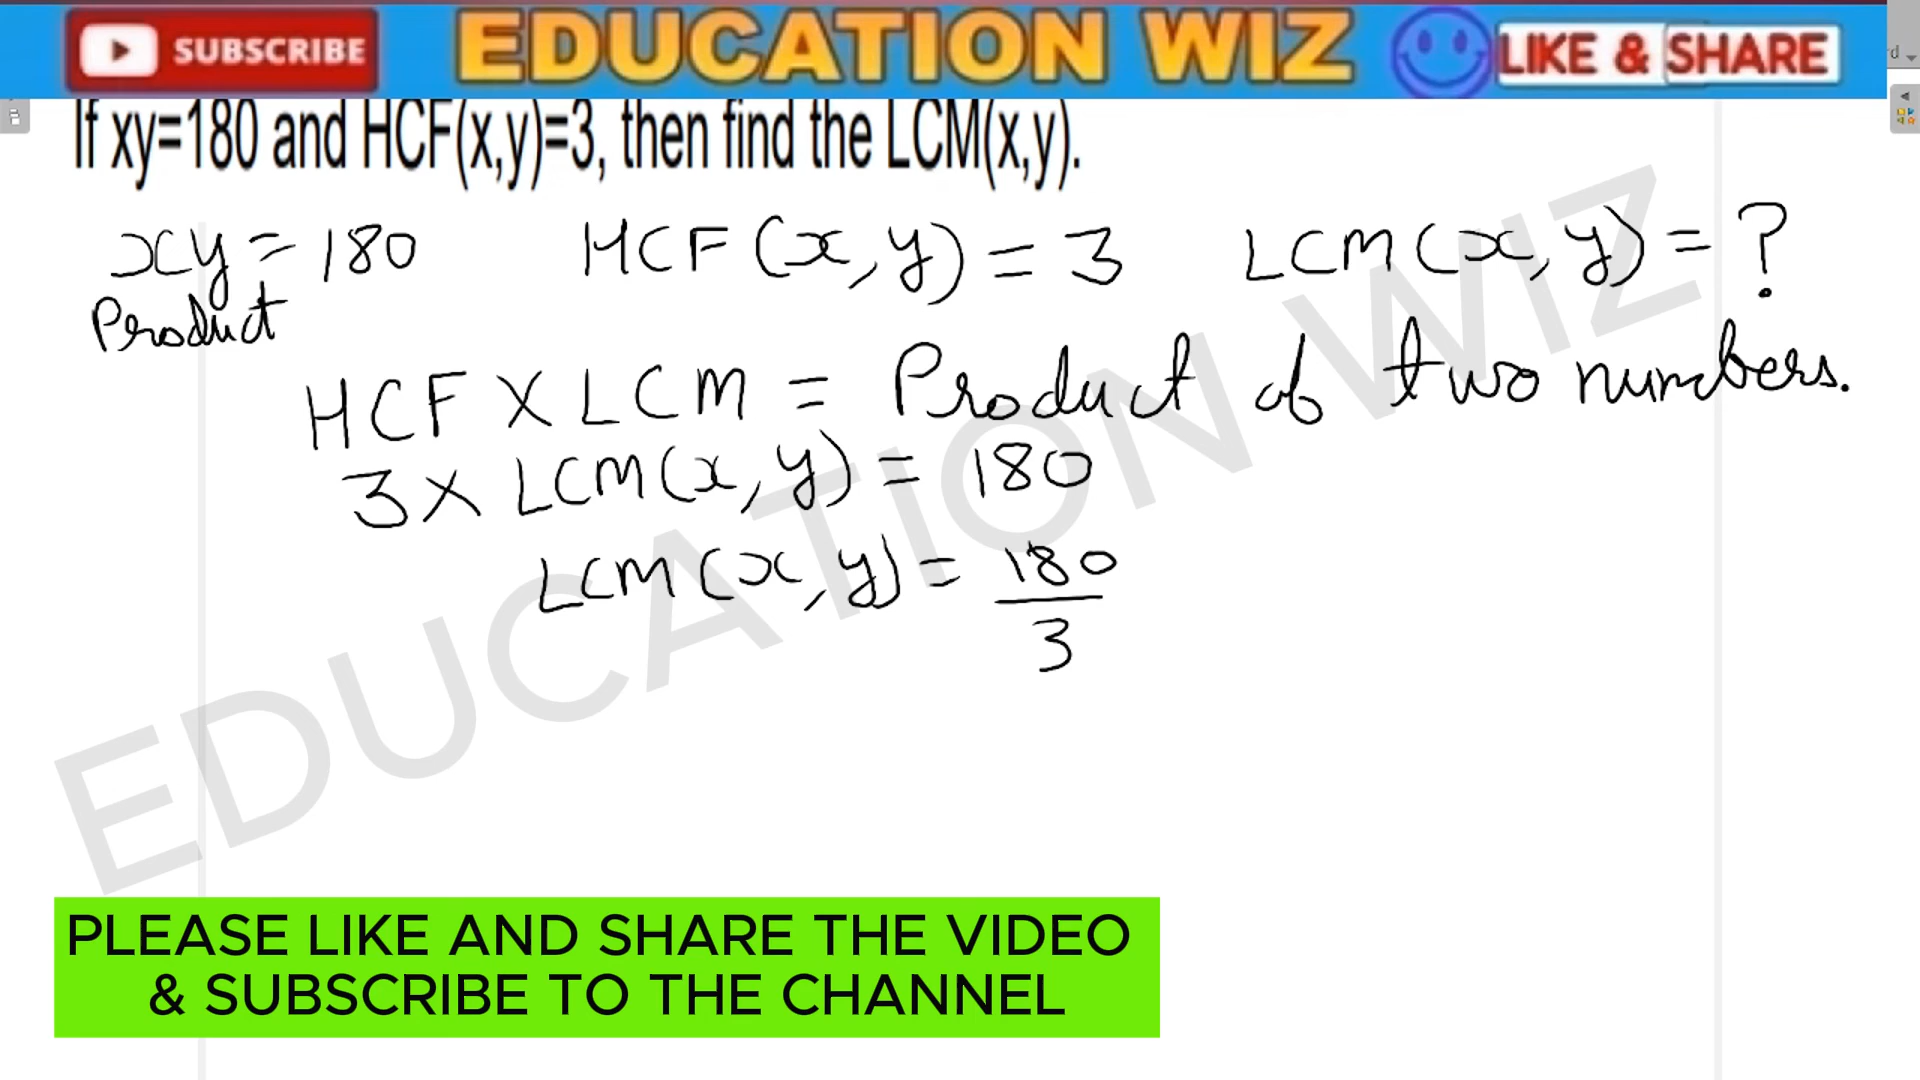 SUBSCRIBE EDUCATION WIZ LIKE & SHARE
If xy=180 and HCF(x,y)=3, then find the LCM(x,y).
xy = 180 HCF (x, y) = 3 LCM (x, y) = ?
Product
HCF X LCM = Product of two numbers.
3 X LCM (x, y) = 180
LCM (x, y) = 180
3
EDUCATION WIZ
PLEASE LIKE AND SHARE THE VIDEO
& SUBSCRIBE TO THE CHANNEL